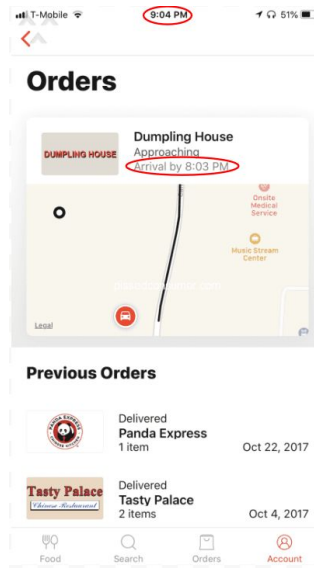 T-Mobile 9:04 PM 51%
Orders
DUMPLING HOUSE
Dumpling House
Approaching
Arrival by 8:03 PM
Onsite
Medical
Service
Music Stream
Center
Legal
Previous Orders
PANDA EXPRESS
Delivered
Panda Express
1 item
Oct 22, 2017
Tasty Palace
Chinese Restaurant
Delivered
Tasty Palace
2 items
Oct 4, 2017
Food Search Orders Account